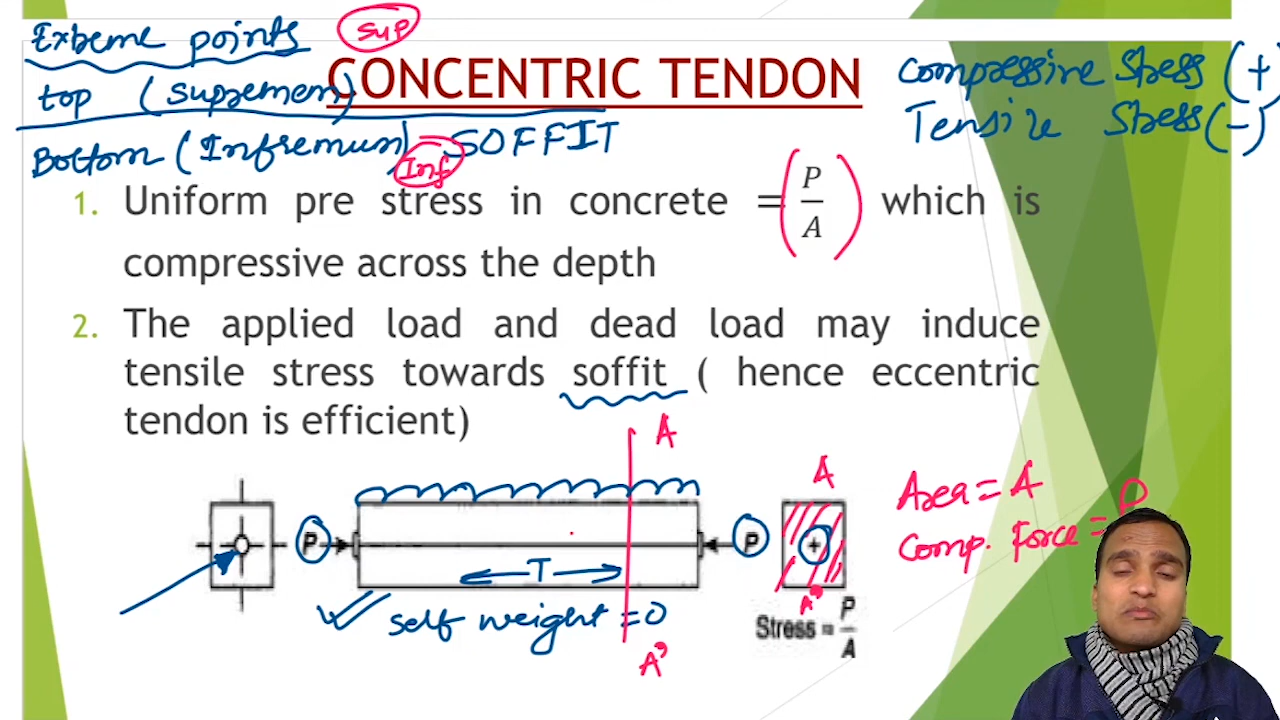 Extreme points
sup
CONCENTRIC TENDON
top (supremem)
Bottom (Infremum) SOFFIT
Inf
Compressive Stress (+
Tensile Stress (-)
1. Uniform pre stress in concrete = P/A which is
compressive across the depth
2. The applied load and dead load may induce
tensile stress towards soffit ( hence eccentric
tendon is efficient)
A
A
Area = A
Comp. force = P
P
P
+
T
A'
self weight = 0
Stress = P/A
A'